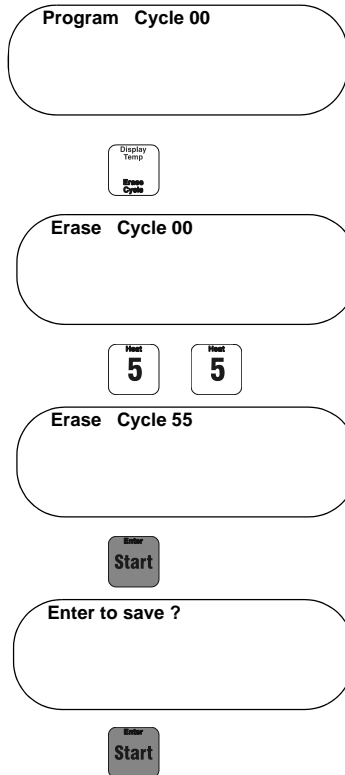 Program Cycle 00
Display
Temp
Erase
Cycle
Erase Cycle 00
Heat Heat
5 5
Erase Cycle 55
Enter
Start
Enter to save ?
Enter
Start